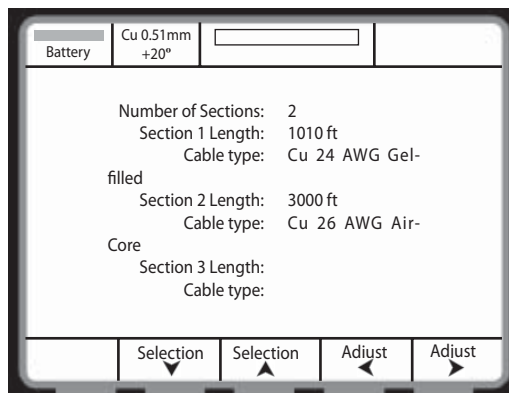 Battery
Cu 0.51mm
+20°
Number of Sections: 2
Section 1 Length: 1010 ft
Cable type: Cu 24 AWG Gel-
filled
Section 2 Length: 3000 ft
Cable type: Cu 26 AWG Air-
Core
Section 3 Length:
Cable type:
Selection Selection Adjust Adjust